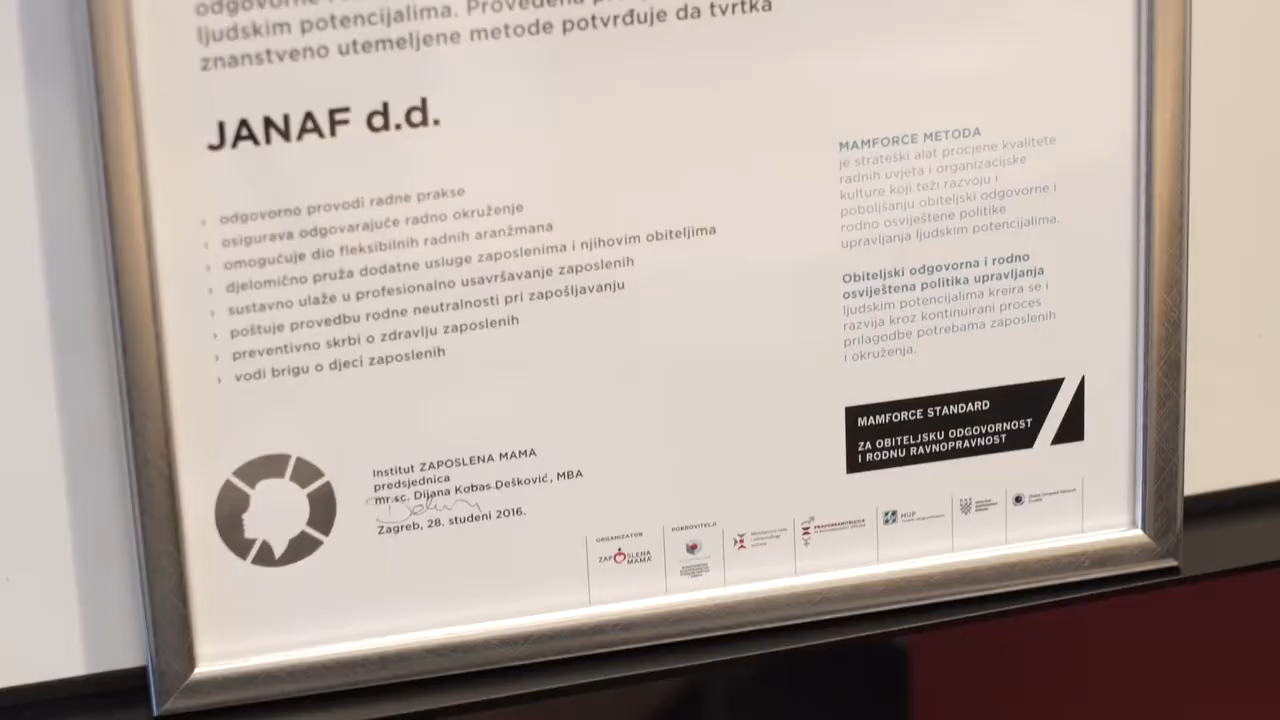 ljudskim potencijalima. Provedena
znanstveno utemeljene metode potvrđuje da tvrtka
JANAF d.d.
› odgovorno provodi radne prakse
› osigurava odgovarajuće radno okruženje
› omogućuje dio fleksibilnih radnih aranžmana
› djelomično pruža dodatne usluge zaposlenima i njihovim obiteljima
› sustavno ulaže u profesionalno usavršavanje zaposlenih
› poštuje provedbu rodne neutralnosti pri zapošljavanju
› preventivno skrbi o zdravlju zaposlenih
› vodi brigu o djeci zaposlenih
MAMFORCE METODA
je strateški alat procjene kvalitete
radnih uvjeta i organizacijske
kulture koji teži razvoju i
poboljšanju obiteljski odgovorne i
rodno osviještene politike
upravljanja ljudskim potencijalima.
Obiteljski odgovorna i rodno
osviještena politika upravljanja
ljudskim potencijalima kreira se i
razvija kroz kontinuirani proces
prilagodbe potrebama zaposlenih
i okruženja.
MAMFORCE STANDARD
ZA OBITELJSKU ODGOVORNOST
I RODNU RAVNOPRAVNOST
Institut ZAPOSLENA MAMA
predsjednica
mr.sc. Dijana Kobas Dešković, MBA
Zagreb, 28. studeni 2016.
ORGANIZATOR
ZAPOSLENA
MAMA
POKROVITELJI
HUP